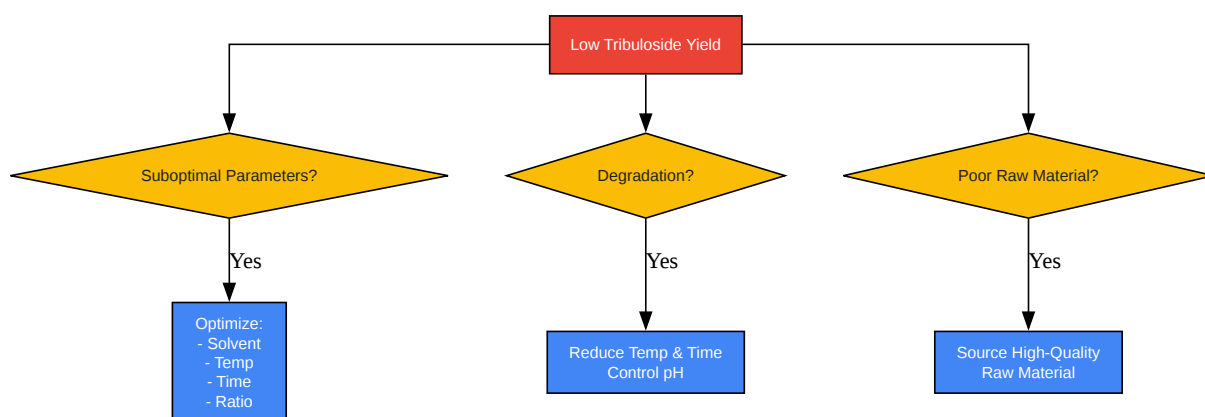 Low Tribuloside Yield
Suboptimal Parameters?
Degradation?
Poor Raw Material?
Yes
Yes
Yes
Optimize:
- Solvent
- Temp
- Time
- Ratio
Reduce Temp & Time
Control pH
Source High-Quality
Raw Material